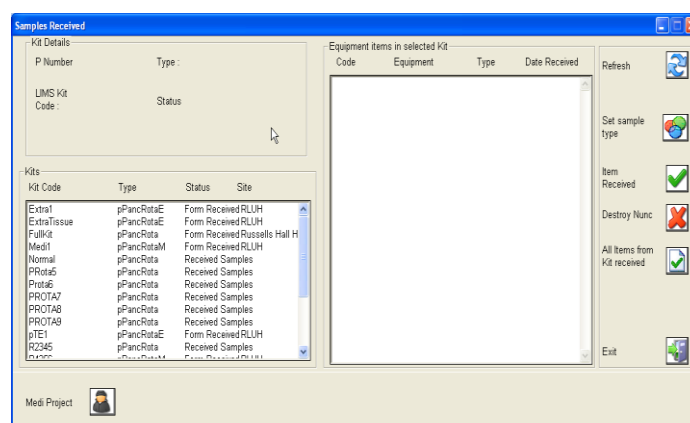 Samples Received
Kit Details
P Number Type :
LIMS Kit
Code :
Status
Kits
Kit Code Type Status Site
Extra1 pPancRotaE Form Received RLUH
ExtraTissue pPancRotaE Form Received RLUH
FullKit pPancRota Form Received Russells Hall H
Medi1 pPancRotaM Form Received RLUH
Normal pPancRota Received Samples
PRota5 pPancRota Received Samples
Prota6 pPancRota Received Samples
PROTA7 pPancRota Received Samples
PROTA8 pPancRota Received Samples
PROTA9 pPancRota Received Samples
pTE1 pPancRotaE Form Received RLUH
R2345 pPancRota Received Samples
Equipment items in selected Kit
Code Equipment Type Date Received
Refresh
Set sample
type
Item
Received
Destroy Nunc
All Items from
Kit received
Exit
Medi Project